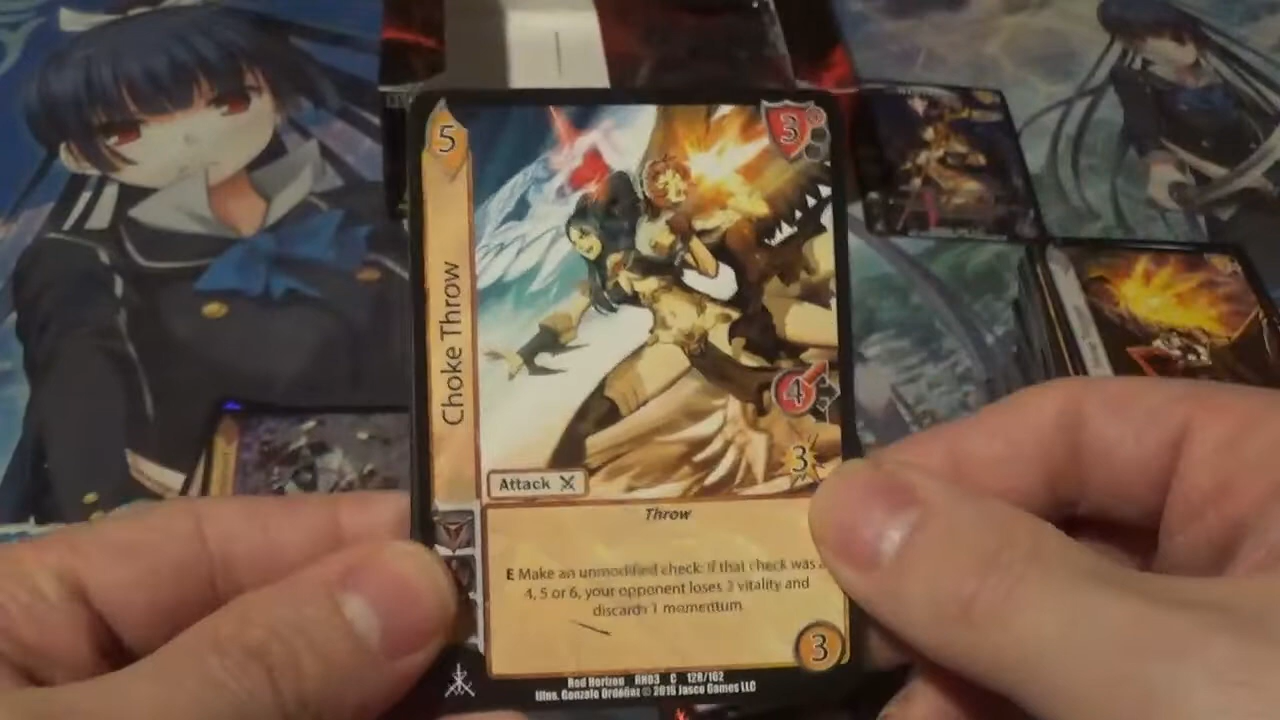 5
3
Choke Throw
4
3
Attack
Throw
E Make an unmodified check. If that check was
4, 5 or 6, your opponent loses 2 vitality and
discards 1 momentum
3
Red Horizon RH03 C 128/162
Illus. Gonzalo Ordóñez © 2015 Jasco Games LLC